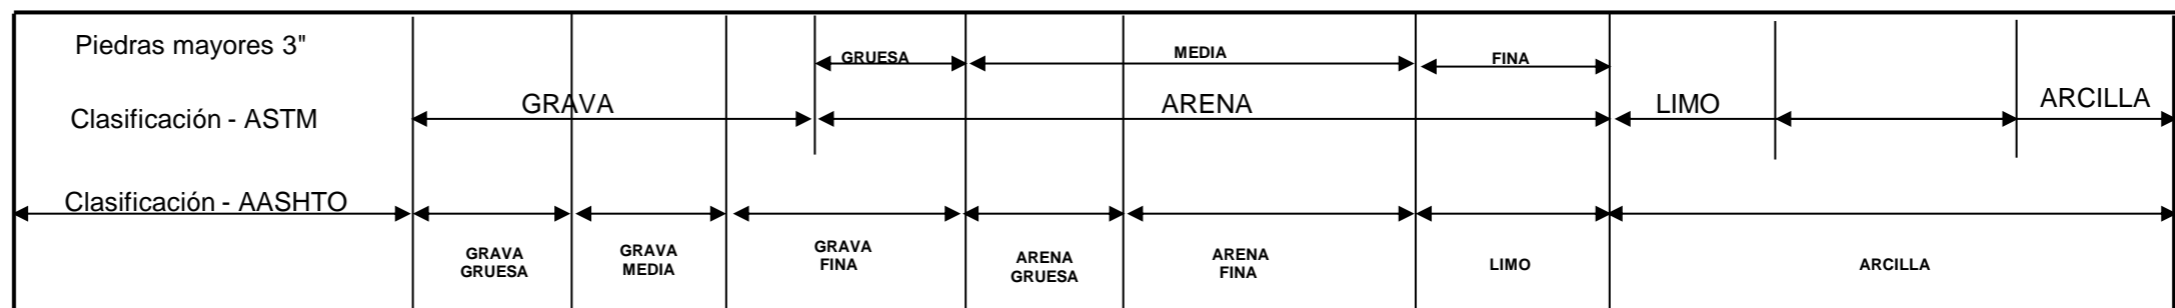 Piedras mayores 3"
GRUESA
MEDIA
FINA
Clasificación - ASTM
GRAVA
ARENA
LIMO
ARCILLA
Clasificación - AASHTO
GRAVA
GRUESA
GRAVA
MEDIA
GRAVA
FINA
ARENA
GRUESA
ARENA
FINA
LIMO
ARCILLA